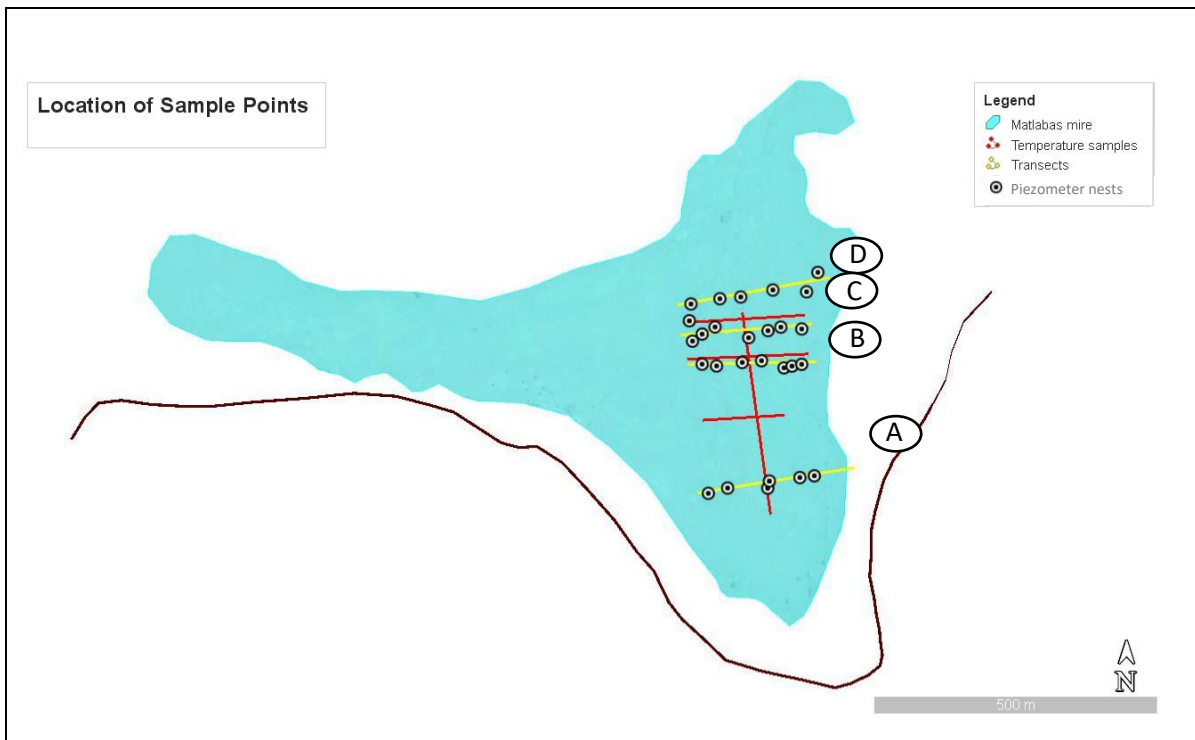 Location of Sample Points
Legend
Matlabas mire
Temperature samples
Transects
Piezometer nests
D
C
B
A
N
500 m